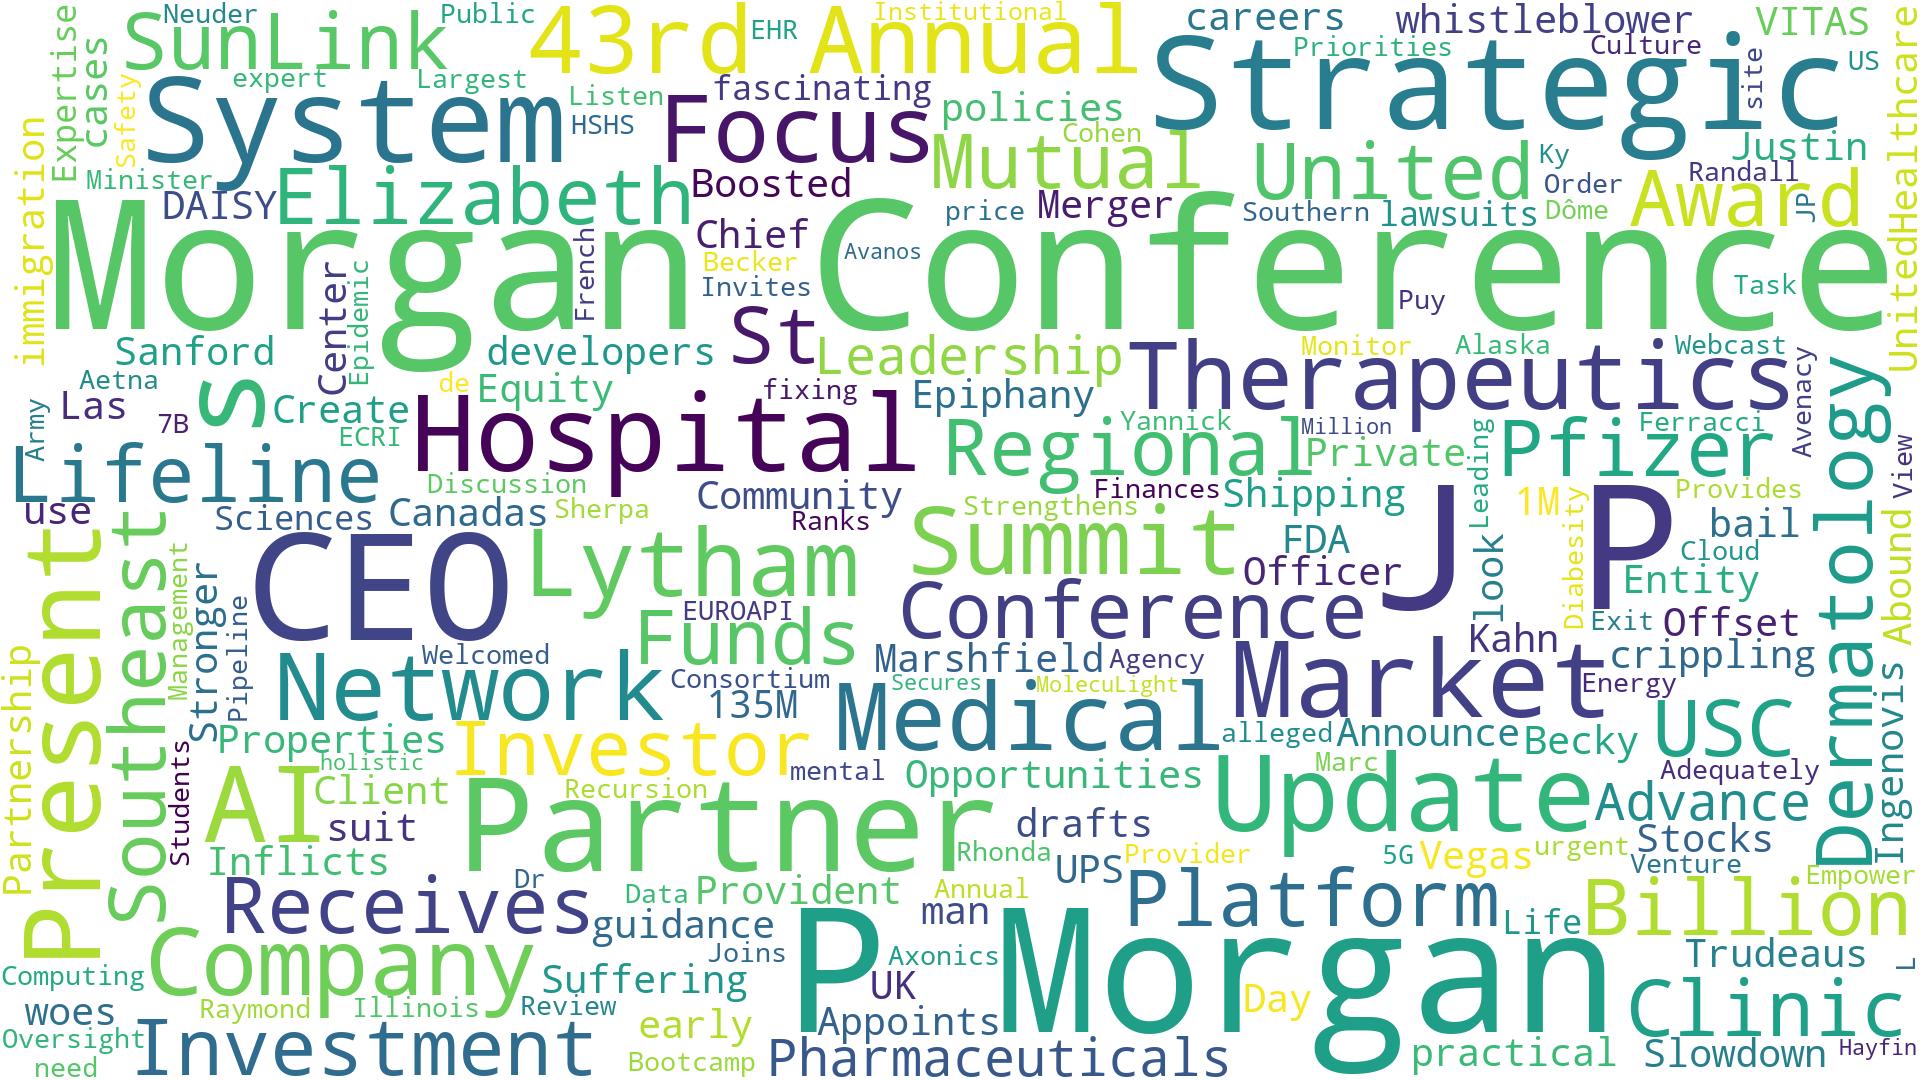 Neuder
Public
SunLink
43rd Annual
EHR
Institutional
careers
whistleblower
VITAS
Expertise
cases
expert
Largest
Priorities
Culture
US
site
UnitedHealthcare
Safety
System
Listen
HSHS
Focus
fascinating
policies
Cohen
Strategic
immigration
Minister
DAISY
Elizabeth
Boosted
Mutual
United
Ky
Order
Justin
Randall
Award
JP
Merger
price
Southern
lawsuits
Dôme
Morgan Conference
French
Chief
Becker
Invites
Avanos
Puy
Task
Center
Epidemic
Sanford
developers
St
Leadership
Therapeutics
Monitor
Alaska
Webcast
Avenacy
Dermatology
Aetna
Las
7B
Army
s
Create
ECRI
de
Equity
fixing
Epiphany
Hospital
Regional
Yannick
Million
Private
Leading
Pfizer
Ferracci
View
Lifeline
Discussion
Community
Finances
Shipping
1M
Provides
Abound
use
Sciences
Canadas
Sherpa
Ranks
Strengthens
Summit
FDA
look
J P
Diabesity
bail
Cloud
Entity
Present
Southeast
Management
Stronger
Pipeline
CEO
Lytham
Officer
EUROAPI
Funds
Conference
Exit
Offset
Kahn
crippling
Partnership
Network
Welcomed
Consortium
135M
Marshfield
Agency
Secures
MolecuLight
Market
Energy
Ingenovis
Students
Properties
holistic
Investor
mental
Medical
alleged
Announce
Becky
USC
Adequately
AI
Client
suit
Recursion
Opportunities
Marc
Update
Advance
Partner
drafts
Stocks
Inflicts
Rhonda
UPS
Provider
5G
Vegas
urgent
Venture
Empower
Receives
Dr
Data
Provident
Annual
man
Platform
Life
Billion
guidance
Company
Joins
P Morgan
Axonics
Trudeaus
L
Computing
Suffering
UK
Day
Clinic
woes
Raymond
Illinois
Review
early
Appoints
Oversight
need
Investment
Bootcamp
Pharmaceuticals
practical
Slowdown
Hayfin